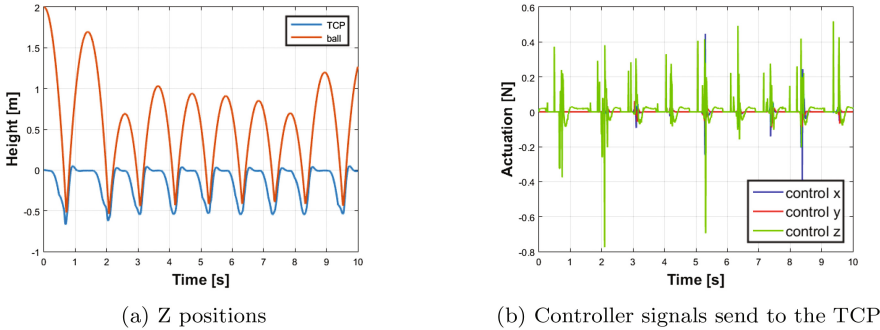 2
1.5
1
0.5
0
-0.5
-1
Height [m]
0 1 2 3 4 5 6 7 8 9 10
Time [s]
TCP
ball
(a) Z positions
0.6
0.4
0.2
0
-0.2
-0.4
-0.6
-0.8
Actuation [N]
0 1 2 3 4 5 6 7 8 9 10
Time [s]
control x
control y
control z
(b) Controller signals send to the TCP